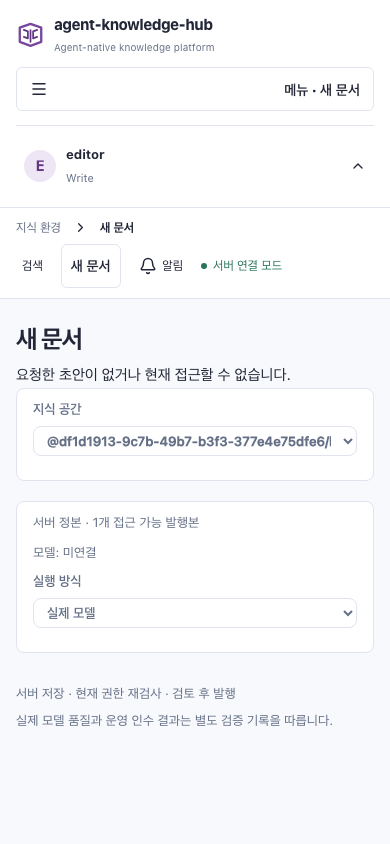 agent-knowledge-hub
Agent-native knowledge platform
메뉴 · 새 문서
E
editor
Write
지식 환경 > 새 문서
검색 새 문서 알림 서버 연결 모드
새 문서
요청한 초안이 없거나 현재 접근할 수 없습니다.
지식 공간
@df1d1913-9c7b-49b7-b3f3-377e4e75dfe6/
서버 정본 · 1개 접근 가능 발행본
모델: 미연결
실행 방식
실제 모델
서버 저장 · 현재 권한 재검사 · 검토 후 발행
실제 모델 품질과 운영 인수 결과는 별도 검증 기록을 따릅니다.